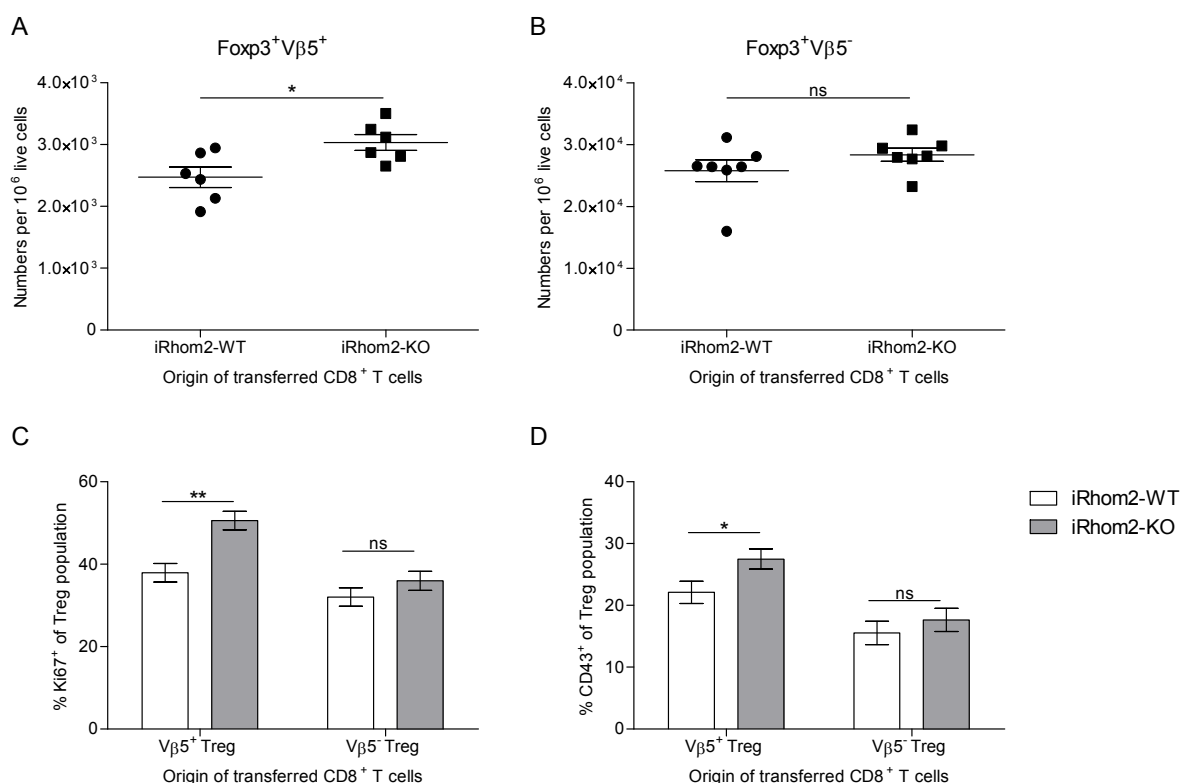 A
Foxp3⁺Vβ5⁺
4.0×10³
3.0×10³
2.0×10³
1.0×10³
0
Numbers per 10⁶ live cells
*
iRhom2-WT
iRhom2-KO
Origin of transferred CD8⁺ T cells
B
Foxp3⁺Vβ5⁻
4.0×10⁴
3.0×10⁴
2.0×10⁴
1.0×10⁴
0
Numbers per 10⁶ live cells
ns
iRhom2-WT
iRhom2-KO
Origin of transferred CD8⁺ T cells
C
60
40
20
0
% Ki67⁺ of Treg population
**
ns
Vβ5⁺ Treg
Vβ5⁻ Treg
Origin of transferred CD8⁺ T cells
D
40
30
20
10
0
% CD43⁺ of Treg population
*
ns
Vβ5⁺ Treg
Vβ5⁻ Treg
Origin of transferred CD8⁺ T cells
iRhom2-WT
iRhom2-KO